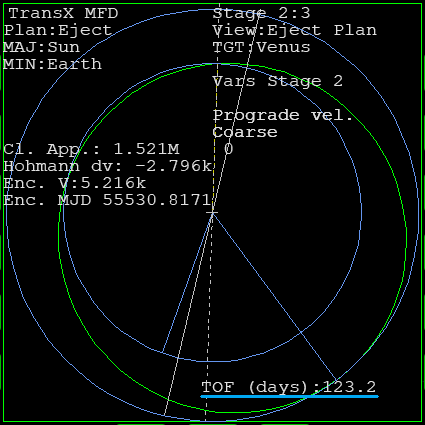 TransX MFD
Stage 2:3
Plan:Eject
View:Eject Plan
MAJ:Sun
TGT:Venus
MIN:Earth
Vars Stage 2
Prograde vel.
Coarse
Cl. App.: 1.521M
0
Hohmann dv: -2.796k
Enc. V:5.216k
Enc. MJD 55530.8171
TOF (days):123.2